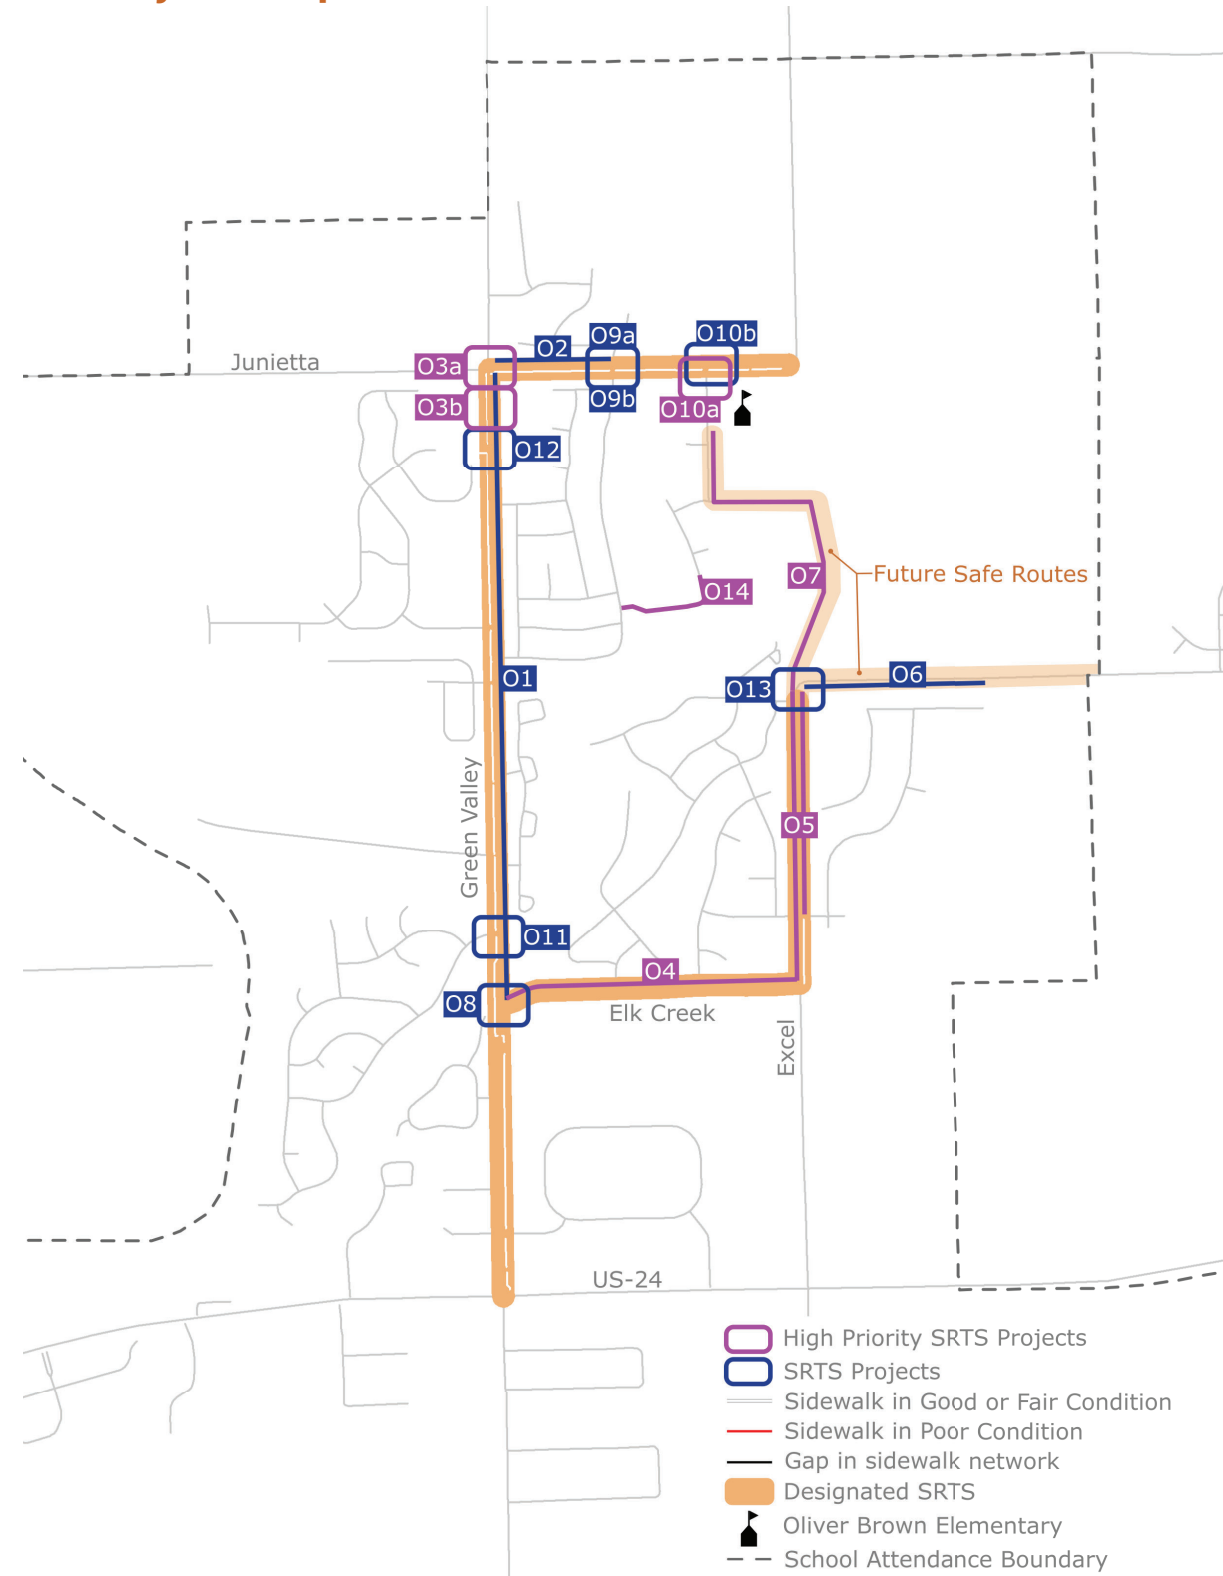 O9a
O10b
O2
Junietta
O3a
O9b
O3b
O10a
O12
O7
Future Safe Routes
O14
O1
O6
O13
Green Valley
O5
O11
O4
O8
Elk Creek
Excel
US-24
High Priority SRTS Projects
SRTS Projects
Sidewalk in Good or Fair Condition
Sidewalk in Poor Condition
Gap in sidewalk network
Designated SRTS
Oliver Brown Elementary
School Attendance Boundary